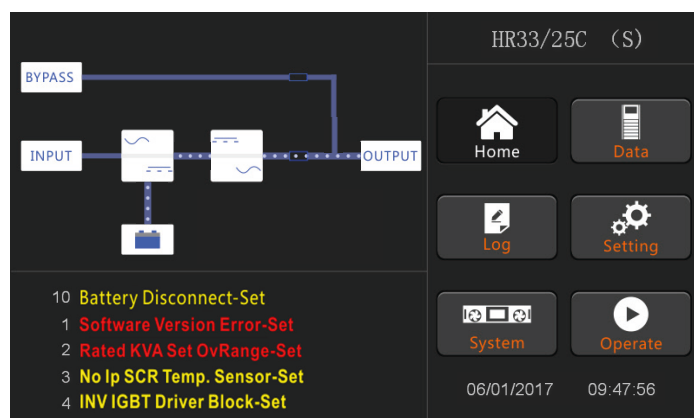 HR33/25C （S）
BYPASS
INPUT
OUTPUT
Home
Data
Log
Setting
System
Operate
10 Battery Disconnect-Set
1 Software Version Error-Set
2 Rated KVA Set OvRange-Set
3 No Ip SCR Temp. Sensor-Set
4 INV IGBT Driver Block-Set
06/01/2017 09:47:56